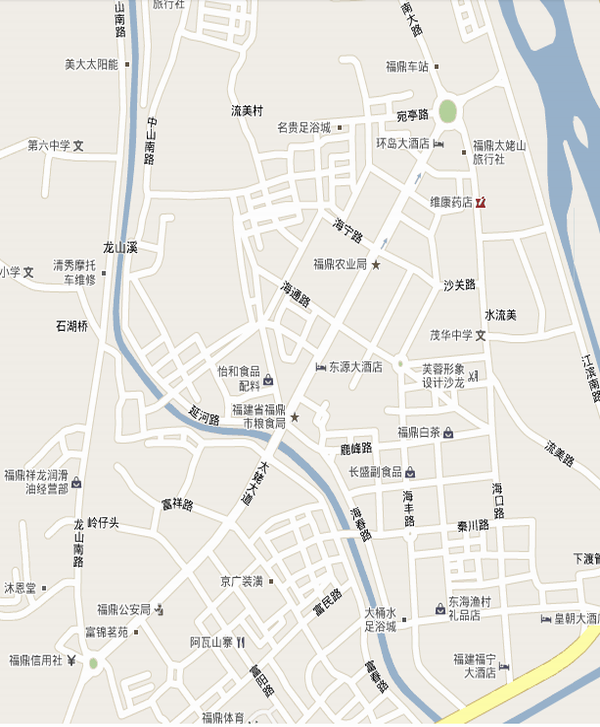 山南路
旅行社
南大路
美大太阳能
福鼎车站
流美村
宛亭路
名贵足浴城
中山南路
环岛大酒店
福鼎太姥山
旅行社
第六中学 文
维康药店
海宁路
龙山溪
清秀摩托
车维修
小学 文
福鼎农业局
海通路
沙关路
水流美
石湖桥
茂华中学 文
江滨南路
怡和食品
配料
东源大酒店
芙蓉形象
设计沙龙
延河路
福建省福鼎
市粮食局
福鼎白茶
流美路
福鼎祥龙润滑
油经营部
太姥大道
长盛副食品
海口路
海丰路
富祥路
岭仔头
龙山南路
海春路
秦川路
下渡管
沐恩堂
京广装潢
富民路
福鼎公安局
东海渔村
礼品店
大桶水
足浴城
皇朝大酒店
富锦茗苑
阿瓦山寨
福鼎信用社 ¥
富阳路
富春路
福建福宁
大酒店
福鼎体育